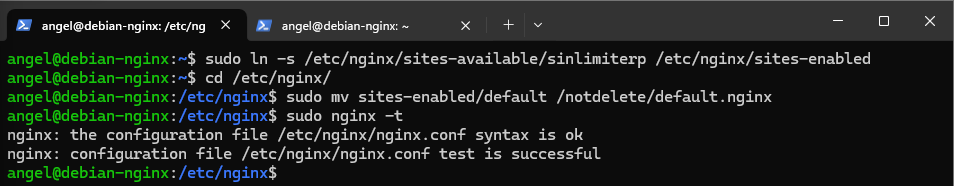 angel@debian-nginx: /etc/ng
angel@debian-nginx: ~
angel@debian-nginx:~$ sudo ln -s /etc/nginx/sites-available/sinlimiterp /etc/nginx/sites-enabled
angel@debian-nginx:~$ cd /etc/nginx/
angel@debian-nginx:/etc/nginx$ sudo mv sites-enabled/default /notdelete/default.nginx
angel@debian-nginx:/etc/nginx$ sudo nginx -t
nginx: the configuration file /etc/nginx/nginx.conf syntax is ok
nginx: configuration file /etc/nginx/nginx.conf test is successful
angel@debian-nginx:/etc/nginx$